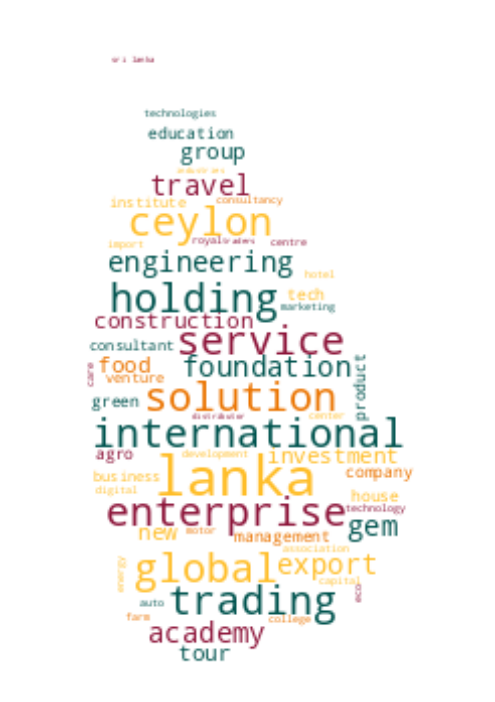 sri lanka
technologies
education
group
industries
travel
institute consultancy
ceylon
import royal traders centre
engineering
hotel
holding tech
marketing
construction
service
consultant
foundation
care food product
venture
green solution
distributor center
international
agro development investment
lanka
business company
digital
house
enterprise technology
gem
new motor management
association
energy global export
capital
eco
auto trading
farm college
academy
tour